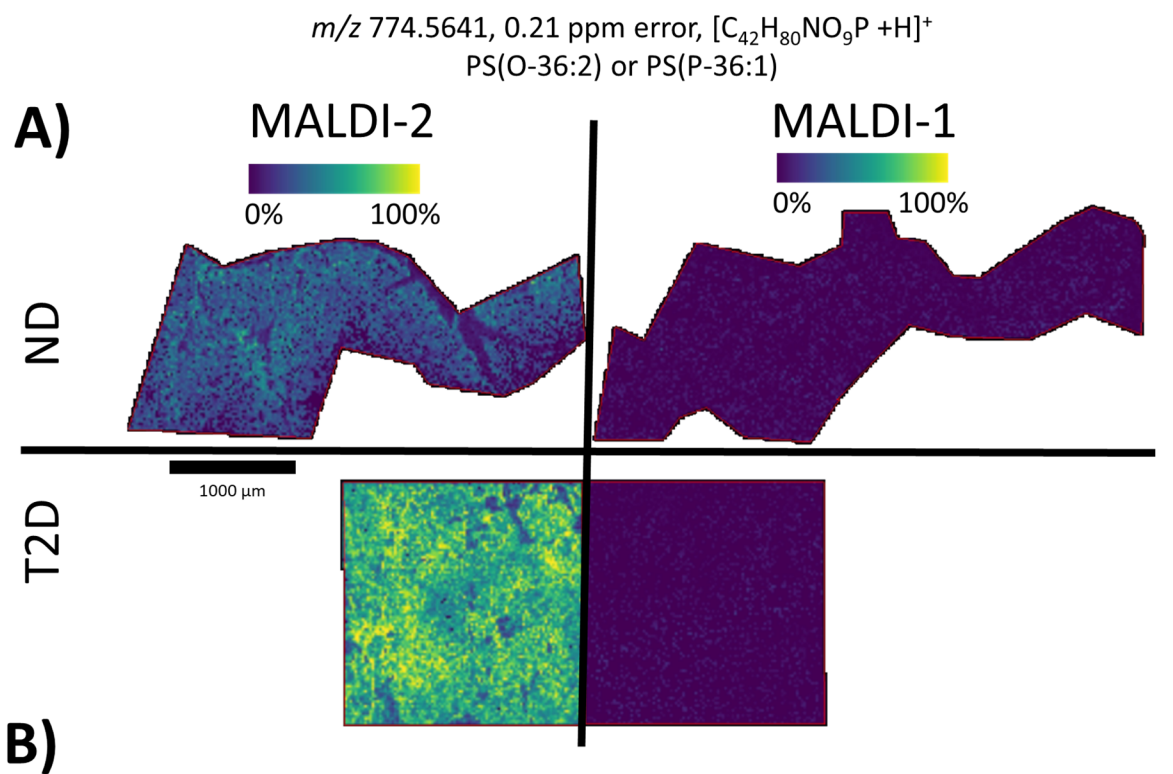 m/z 774.5641, 0.21 ppm error, [C₄₂H₈₀NO₉P +H]⁺
PS(O-36:2) or PS(P-36:1)
A)
MALDI-2
MALDI-1
0%
100%
0%
100%
ND
1000 µm
T2D
B)